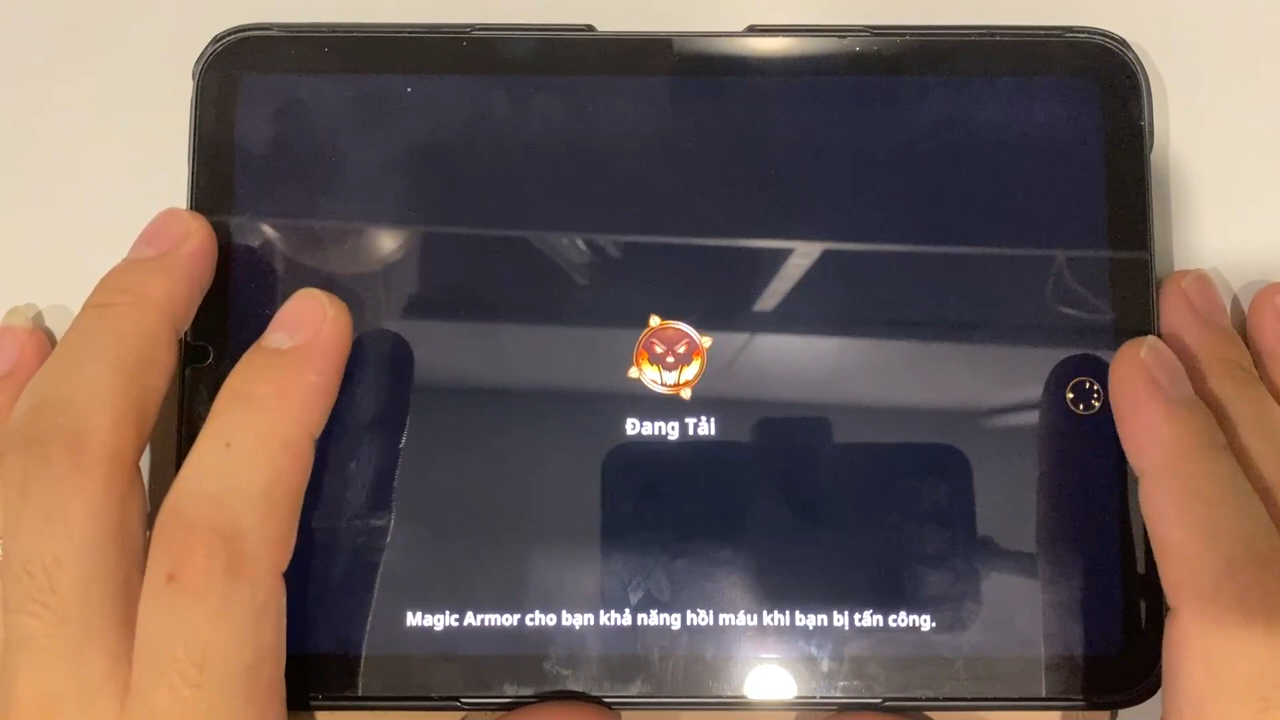 Đang Tải
Magic Armor cho bạn khả năng hồi máu khi bạn bị tấn công.